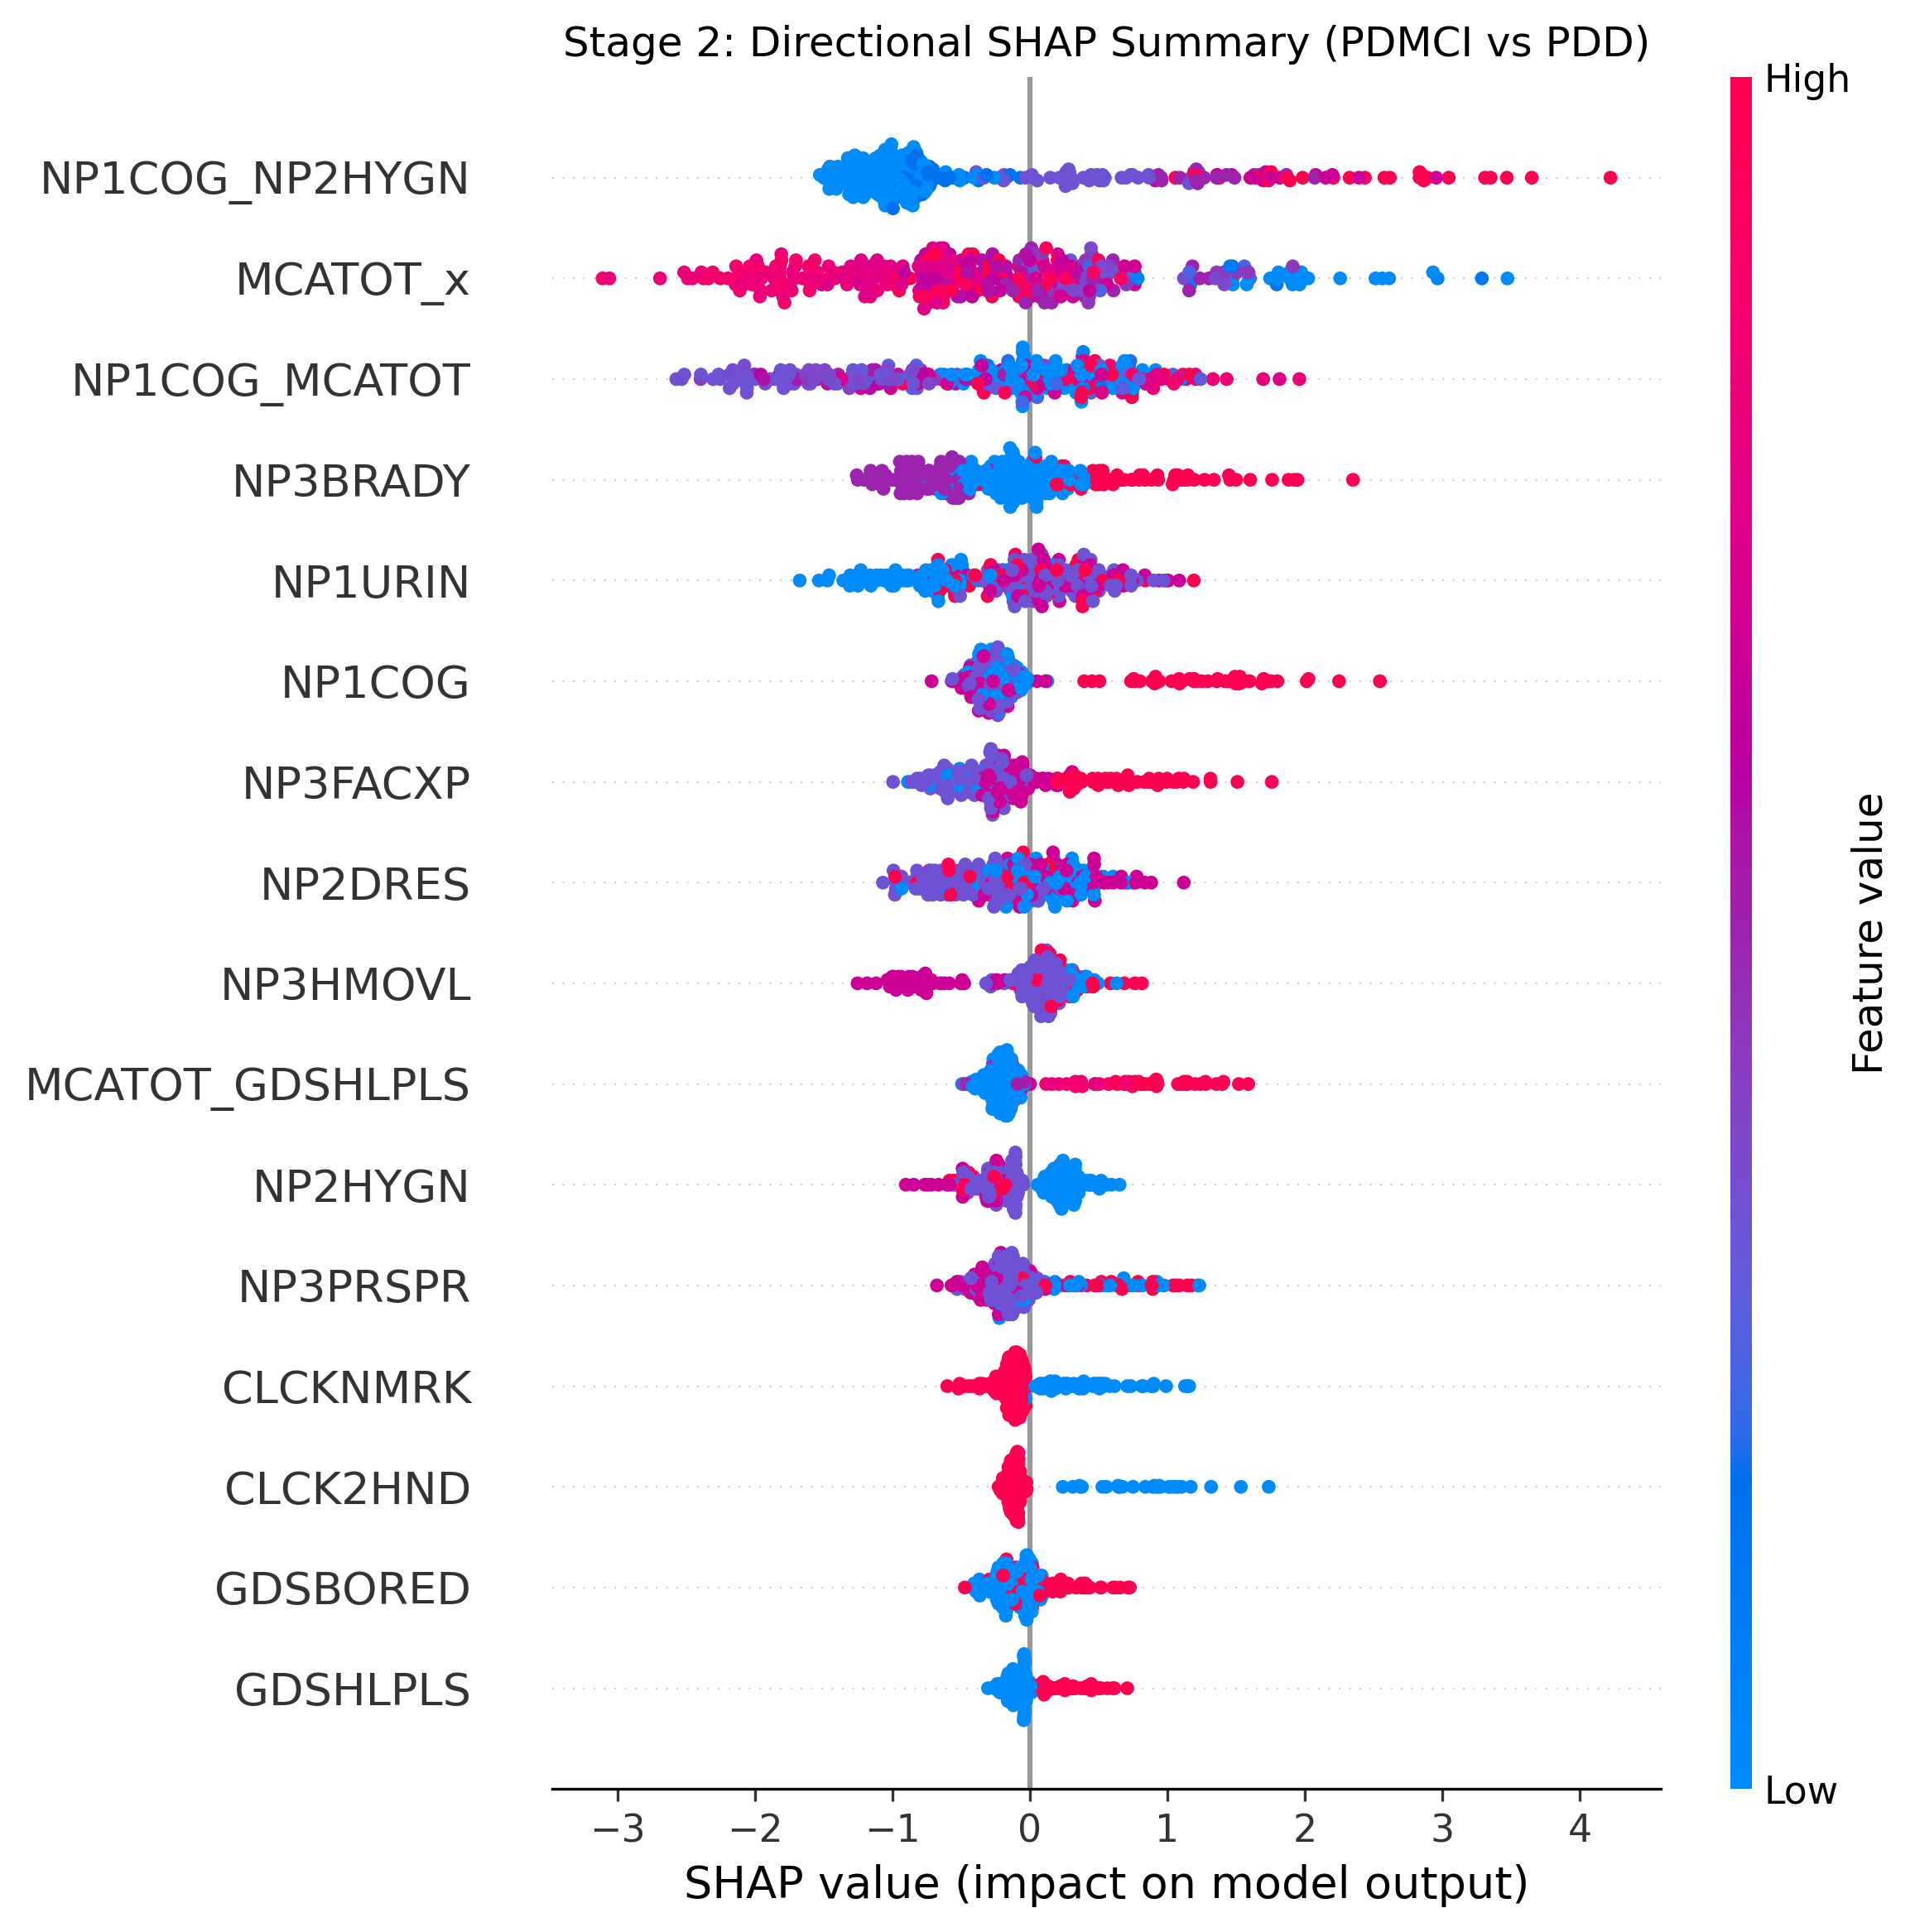 Stage 2: Directional SHAP Summary (PDMCI vs PDD)
High
NP1COG_NP2HYGN
MCATOT_x
NP1COG_MCATOT
NP3BRADY
NP1URIN
NP1COG
NP3FACXP
NP2DRES
NP3HMOVL
MCATOT_GDSHLPLS
NP2HYGN
NP3PRSPR
CLCKNMRK
CLCK2HND
GDSBORED
GDSHLPLS
Feature value
Low
−3 −2 −1 0 1 2 3 4
SHAP value (impact on model output)